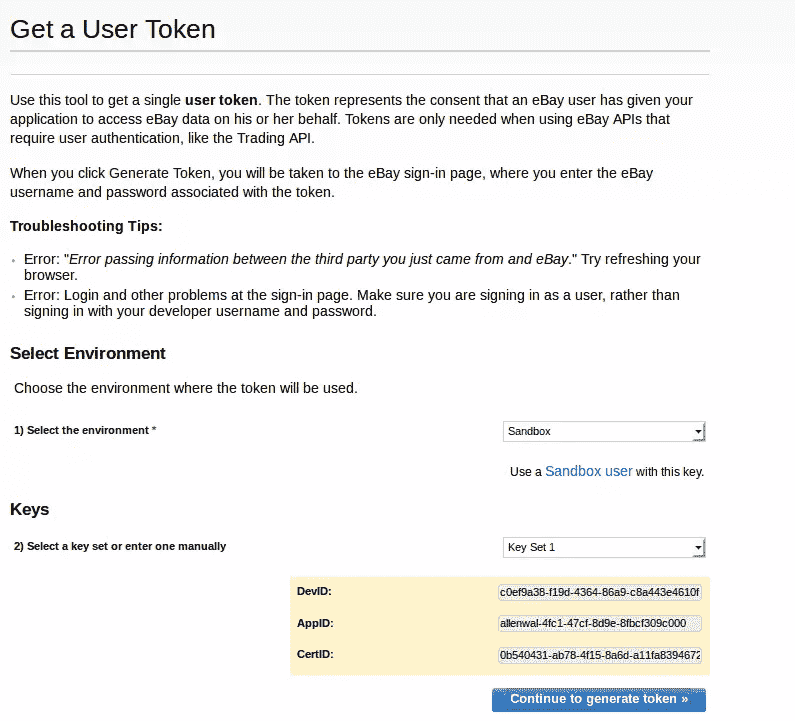 Get a User Token
Use this tool to get a single user token. The token represents the consent that an eBay user has given your
application to access eBay data on his or her behalf. Tokens are only needed when using eBay APIs that
require user authentication, like the Trading API.
When you click Generate Token, you will be taken to the eBay sign-in page, where you enter the eBay
username and password associated with the token.
Troubleshooting Tips:
Error: "Error passing information between the third party you just came from and eBay." Try refreshing your
browser.
Error: Login and other problems at the sign-in page. Make sure you are signing in as a user, rather than
signing in with your developer username and password.
Select Environment
Choose the environment where the token will be used.
1) Select the environment *
Sandbox
Use a Sandbox user with this key.
Keys
2) Select a key set or enter one manually
Key Set 1
DevID:
c0ef9a38-f19d-4364-86a9-c8a443e4610f
AppID:
allenwal-4fc1-47cf-8d9e-8fbcf309c000
CertID:
0b540431-ab78-4f15-8a6d-a11fa8394672
Continue to generate token »